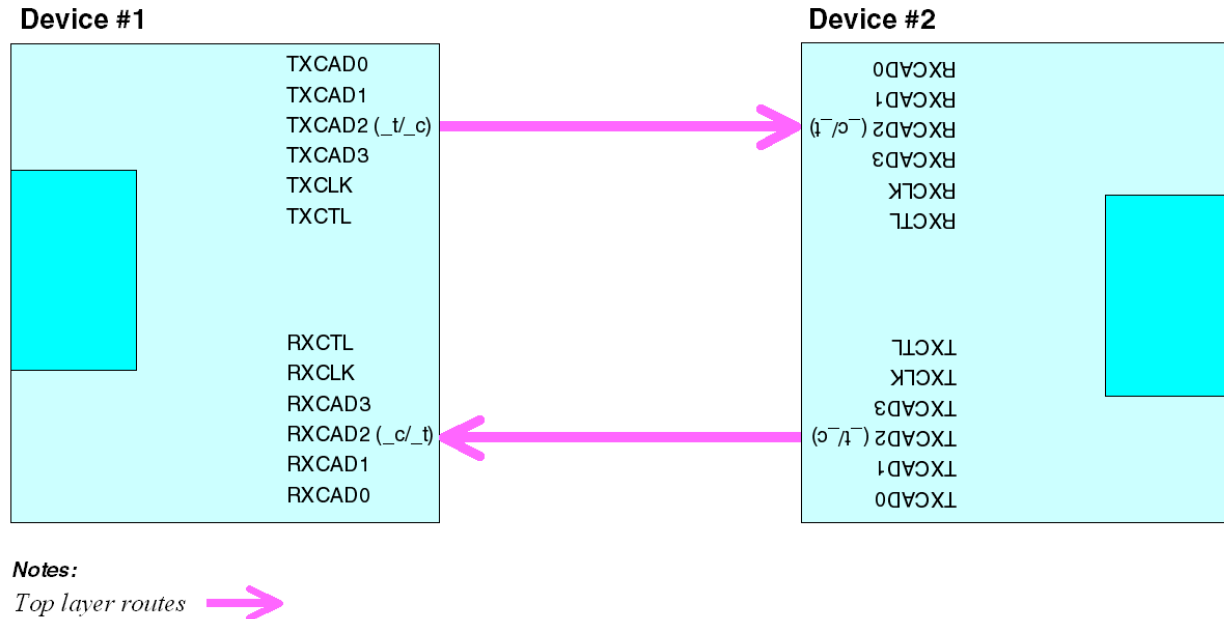 Device #1
Device #2
TXCAD0
TXCAD1
TXCAD2 (_t/_c)
TXCAD3
TXCLK
TXCTL
RXCTL
RXCLK
RXCAD3
RXCAD2 (_c/_t)
RXCAD1
RXCAD0
RXCAD0
RXCAD1
RXCAD2 (_c/_t)
RXCAD3
RXCLK
RXCTL
TXCTL
TXCLK
TXCAD3
TXCAD2 (_t/_c)
TXCAD1
TXCAD0
Notes:
Top layer routes